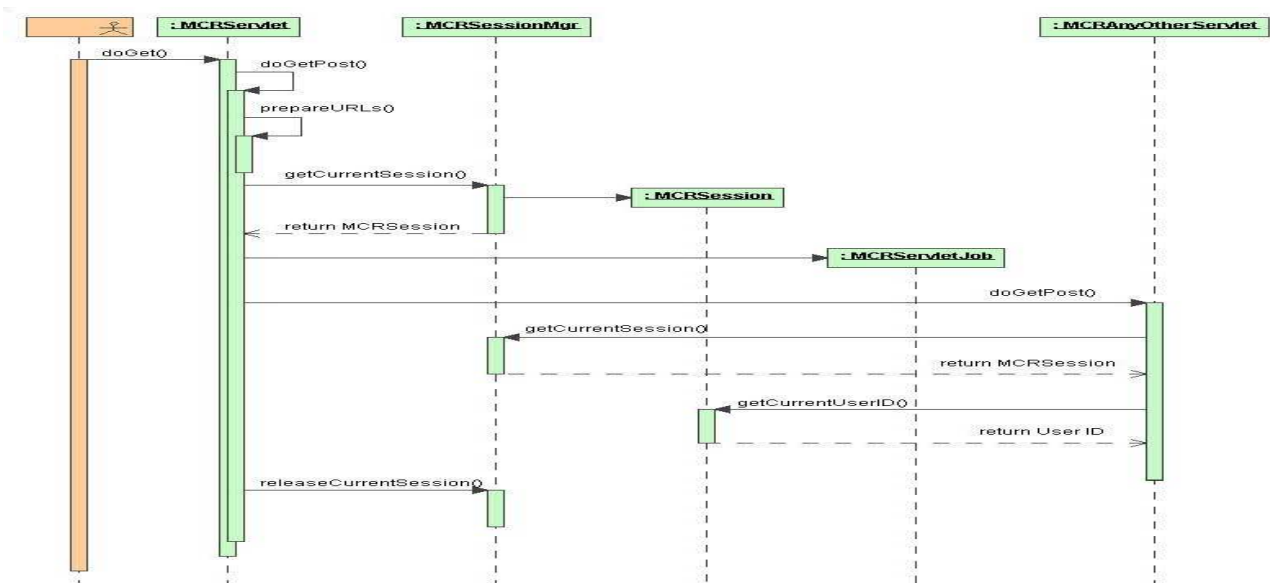 : MCRServlet
: MCRSessionMgr
: MCRAnyOtherServlet
doGet()
doGetPost()
prepareURLs()
getCurrentSession()
: MCRSession
return MCRSession
: MCRServletJob
doGetPost()
getCurrentSession()
return MCRSession
getCurrentUserID()
return User ID
releaseCurrentSession()